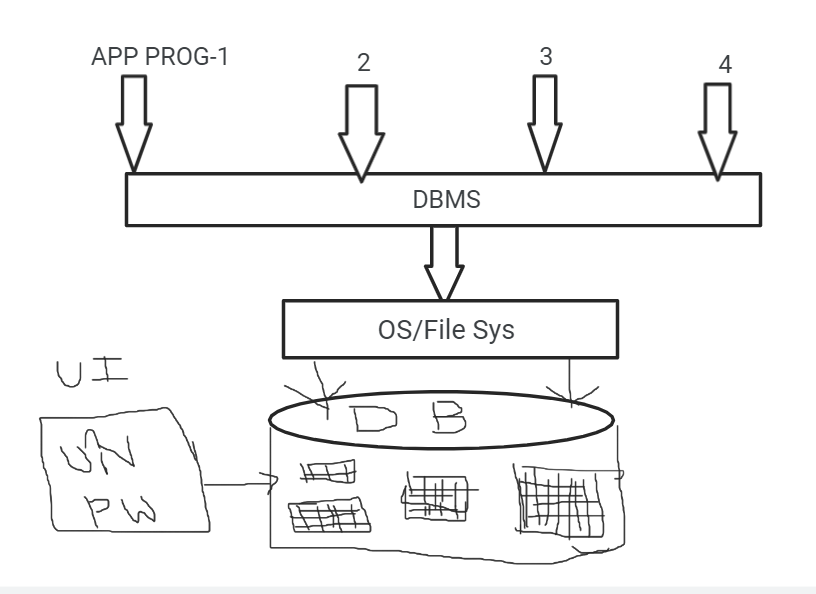 APP PROG-1 2 3 4
DBMS
OS/File Sys
UI
DB
UN
PW